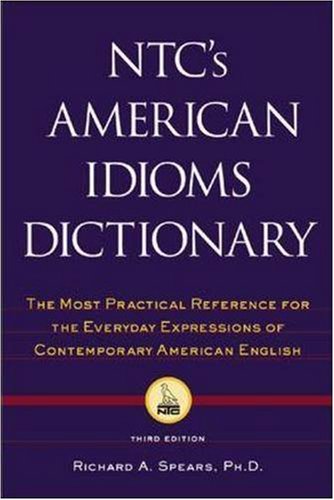 NTC's
AMERICAN
IDIOMS
DICTIONARY
THE MOST PRACTICAL REFERENCE FOR
THE EVERYDAY EXPRESSIONS OF
CONTEMPORARY AMERICAN ENGLISH
NTC
THIRD EDITION
RICHARD A. SPEARS, PH.D.